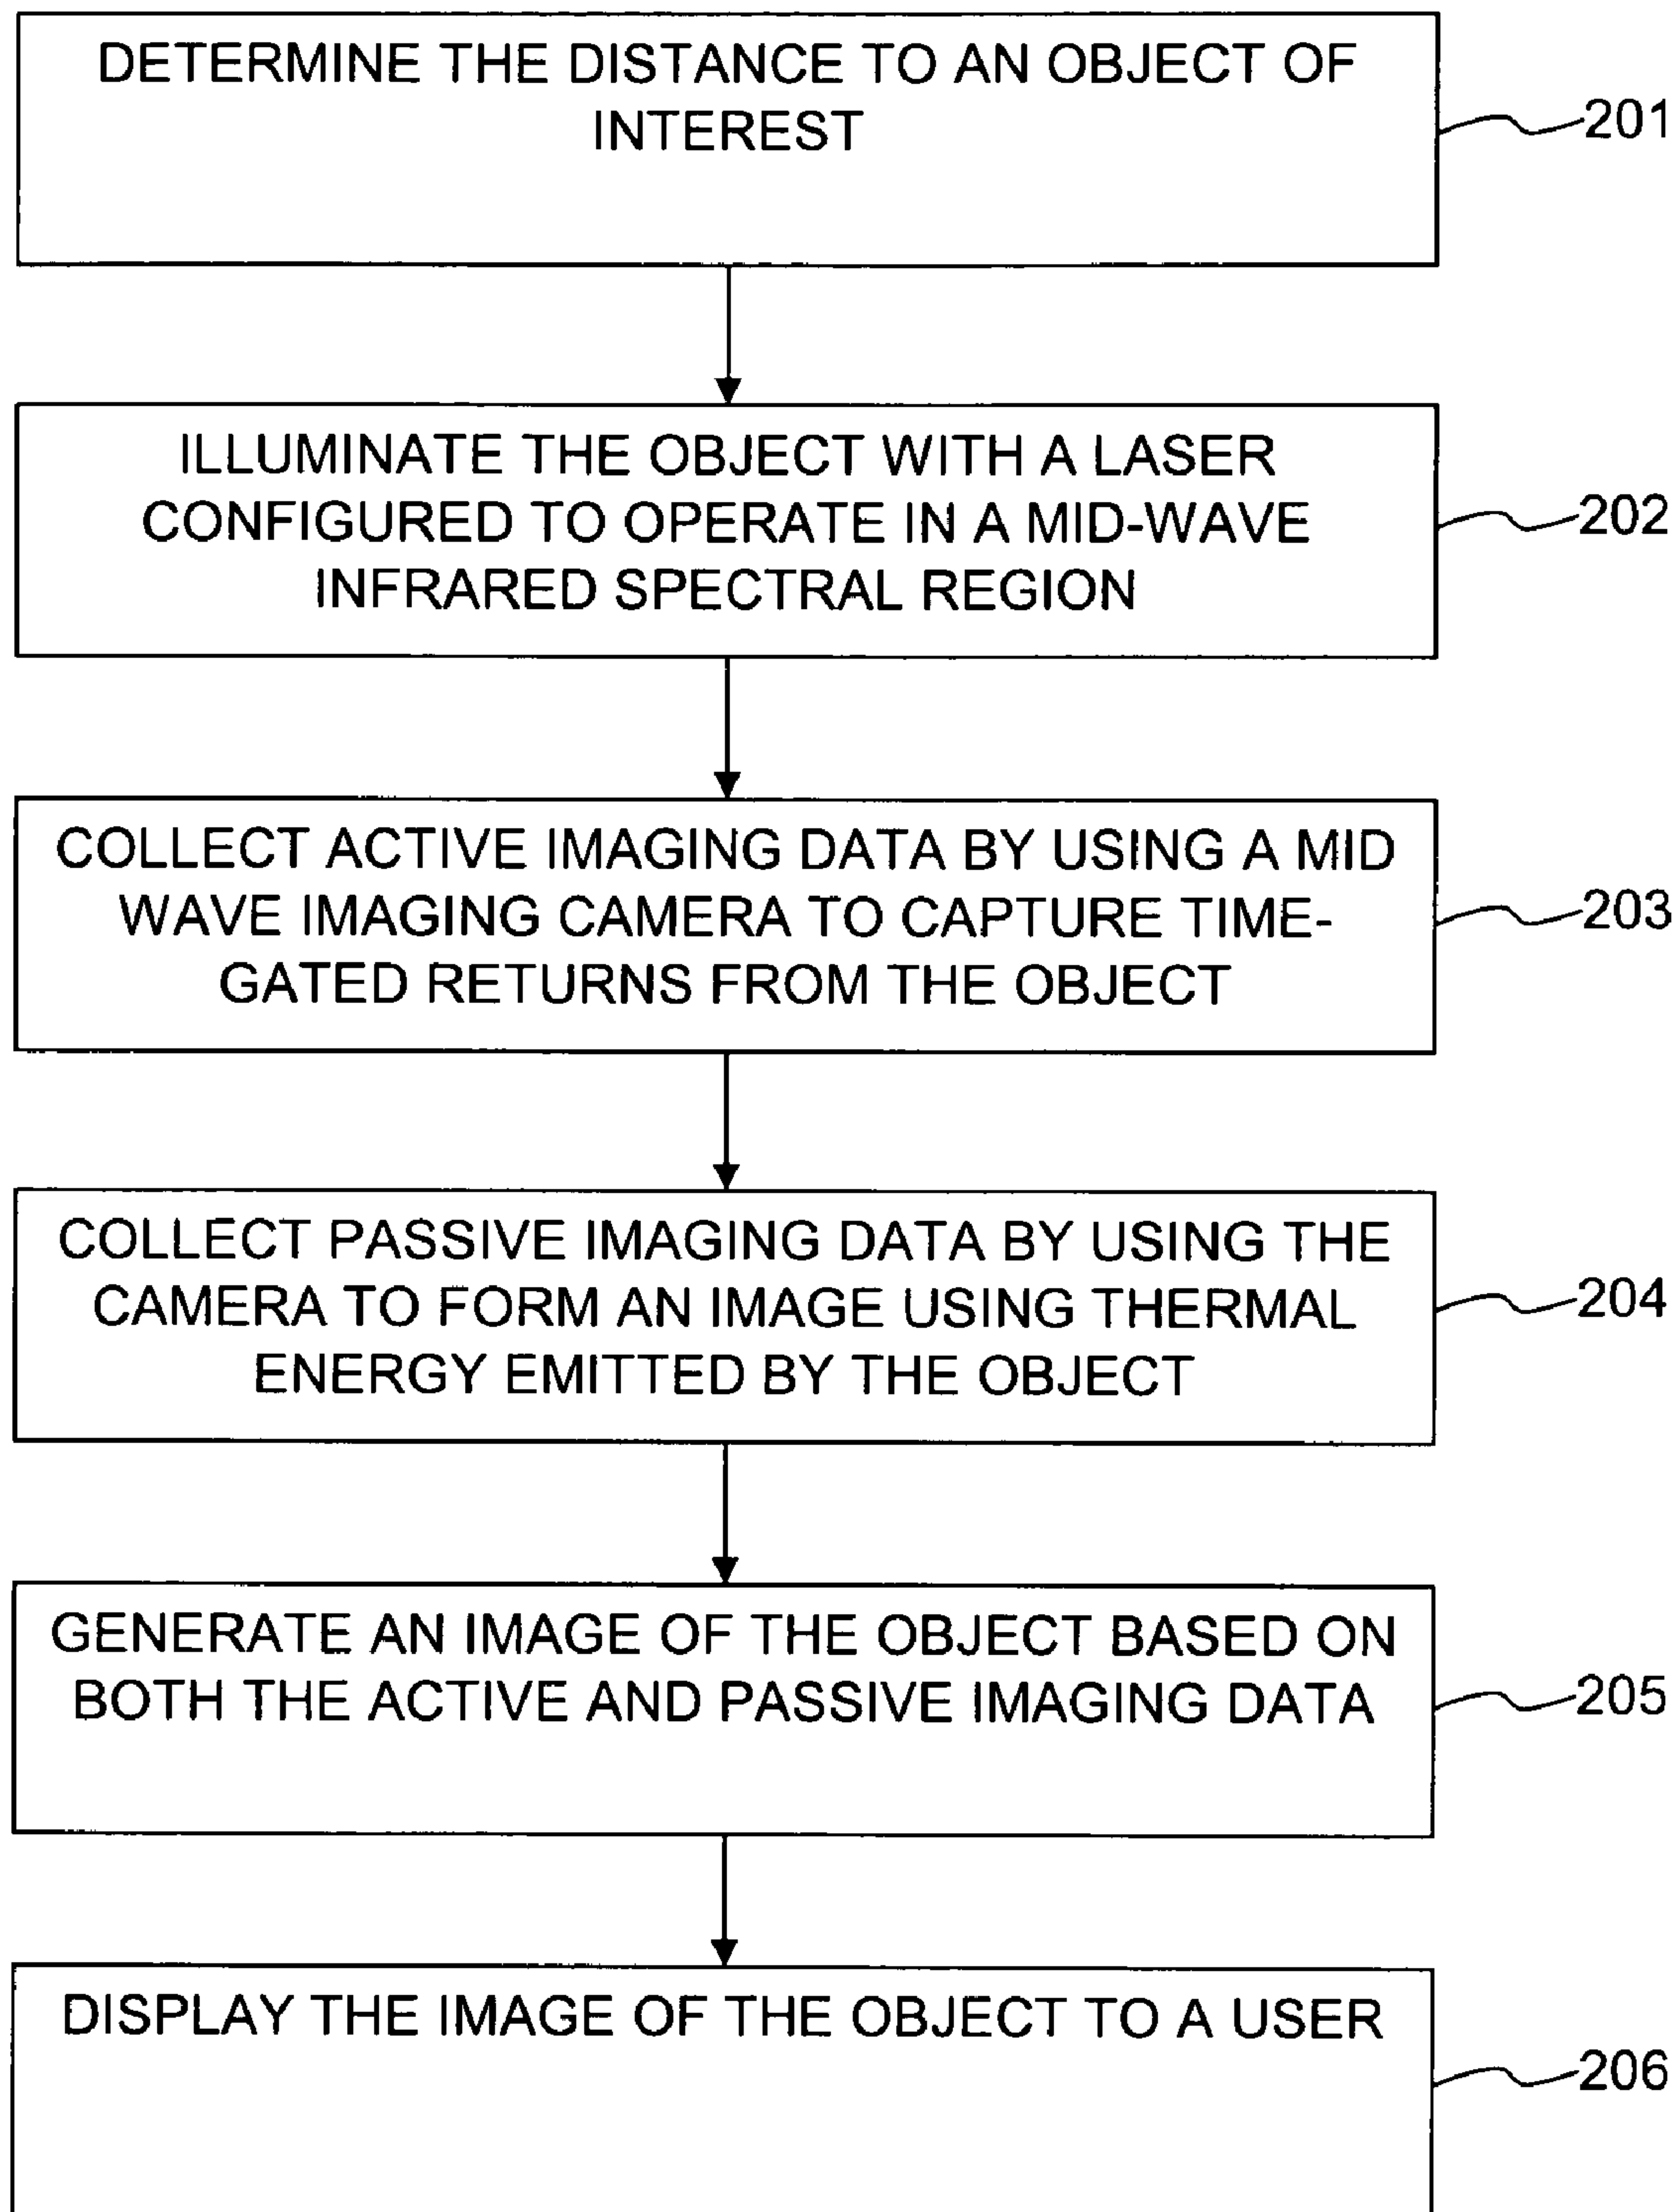 DETERMINE THE DISTANCE TO AN OBJECT OF
INTEREST
201
ILLUMINATE THE OBJECT WITH A LASER
CONFIGURED TO OPERATE IN A MID-WAVE
INFRARED SPECTRAL REGION
202
COLLECT ACTIVE IMAGING DATA BY USING A MID
WAVE IMAGING CAMERA TO CAPTURE TIME-
GATED RETURNS FROM THE OBJECT
203
COLLECT PASSIVE IMAGING DATA BY USING THE
CAMERA TO FORM AN IMAGE USING THERMAL
ENERGY EMITTED BY THE OBJECT
204
GENERATE AN IMAGE OF THE OBJECT BASED ON
BOTH THE ACTIVE AND PASSIVE IMAGING DATA
205
DISPLAY THE IMAGE OF THE OBJECT TO A USER
206